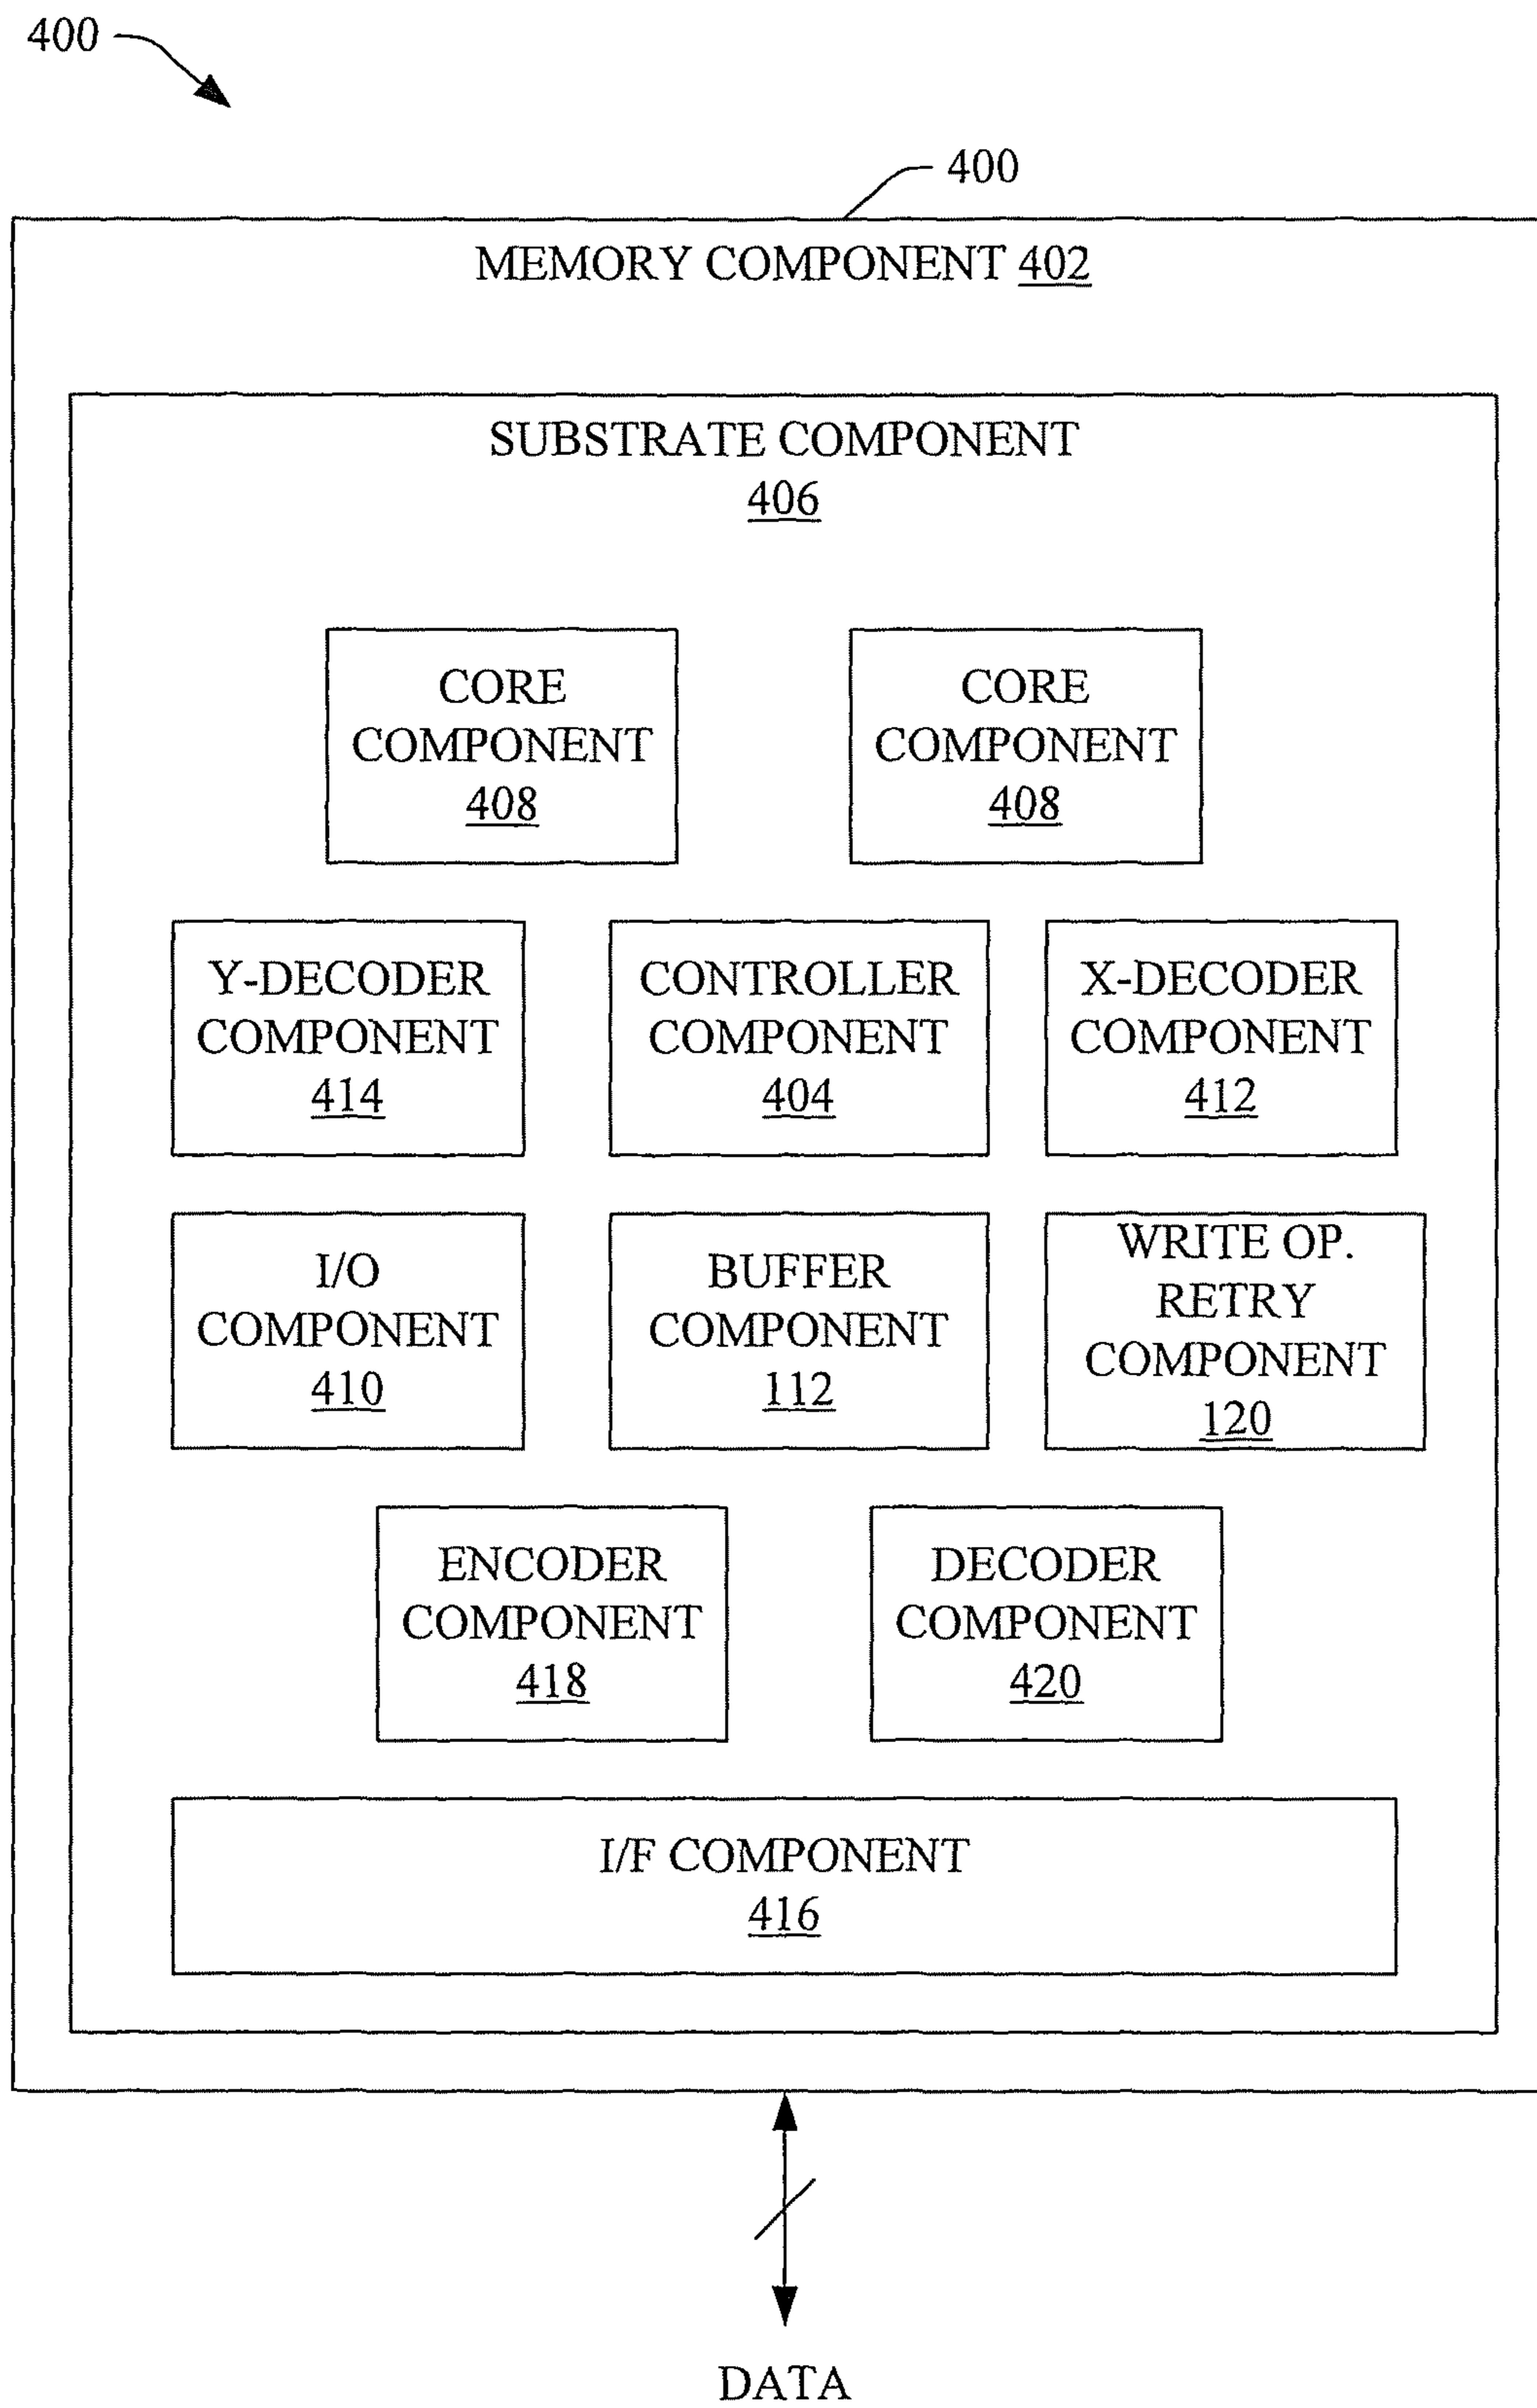 400
400
MEMORY COMPONENT 402
SUBSTRATE COMPONENT
406
CORE
COMPONENT
408
CORE
COMPONENT
408
Y-DECODER
COMPONENT
414
CONTROLLER
COMPONENT
404
X-DECODER
COMPONENT
412
I/O
COMPONENT
410
BUFFER
COMPONENT
112
WRITE OP.
RETRY
COMPONENT
120
ENCODER
COMPONENT
418
DECODER
COMPONENT
420
I/F COMPONENT
416
DATA